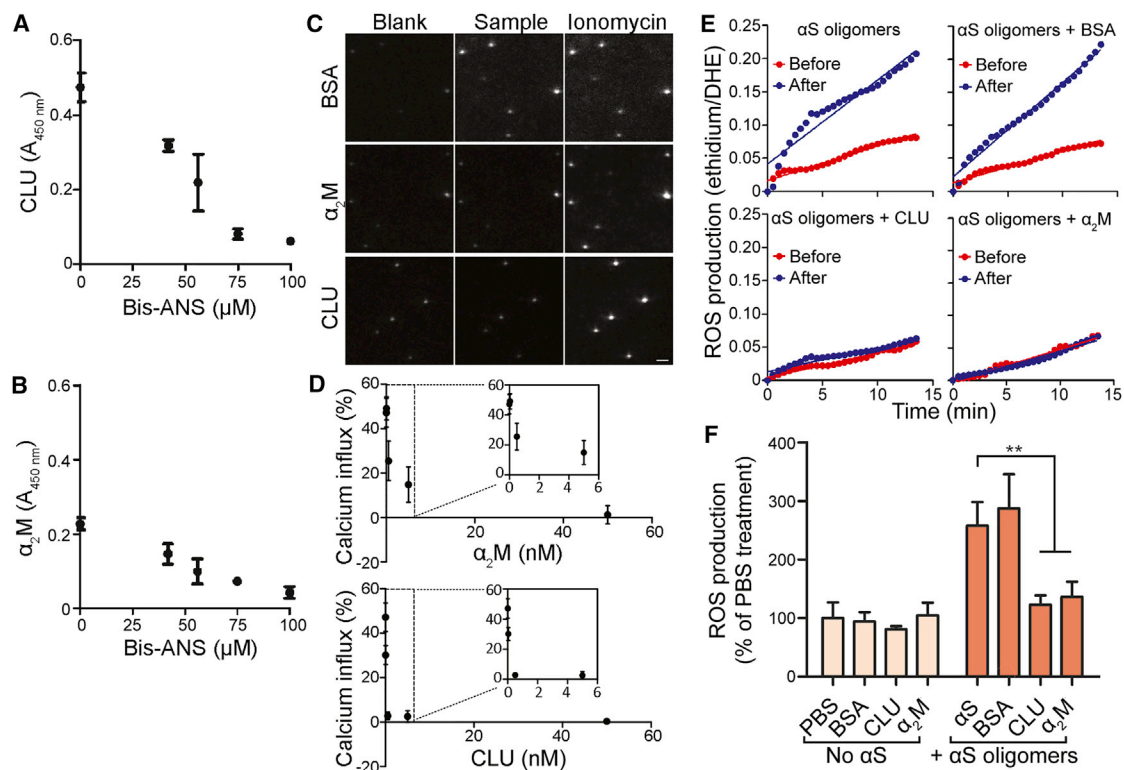 A
0.6
0.4
0.2
0
CLU (A450 nm)
0 25 50 75 100
Bis-ANS (µM)
B
0.6
0.4
0.2
0
α2M (A450 nm)
0 25 50 75 100
Bis-ANS (µM)
C
Blank Sample Ionomycin
BSA
α2M
CLU
D
60
40
20
0
-20
Calcium influx (%)
60
40
20
0
0 2 4 6
20 40 60
α2M (nM)
60
40
20
0
-20
Calcium influx (%)
60
40
20
0
0 2 4 6
20 40 60
CLU (nM)
E
ROS production (ethidium/DHE)
αS oligomers
Before
After
0.25
0.20
0.15
0.10
0.05
0
αS oligomers + BSA
Before
After
αS oligomers + CLU
Before
After
0.25
0.20
0.15
0.10
0.05
0
0 5 10 15
αS oligomers + α2M
Before
After
0 5 10 15
Time (min)
F
ROS production
(% of PBS treatment)
400
300
200
100
0
**
PBS BSA CLU α2M
αS BSA CLU α2M
No αS
+ αS oligomers